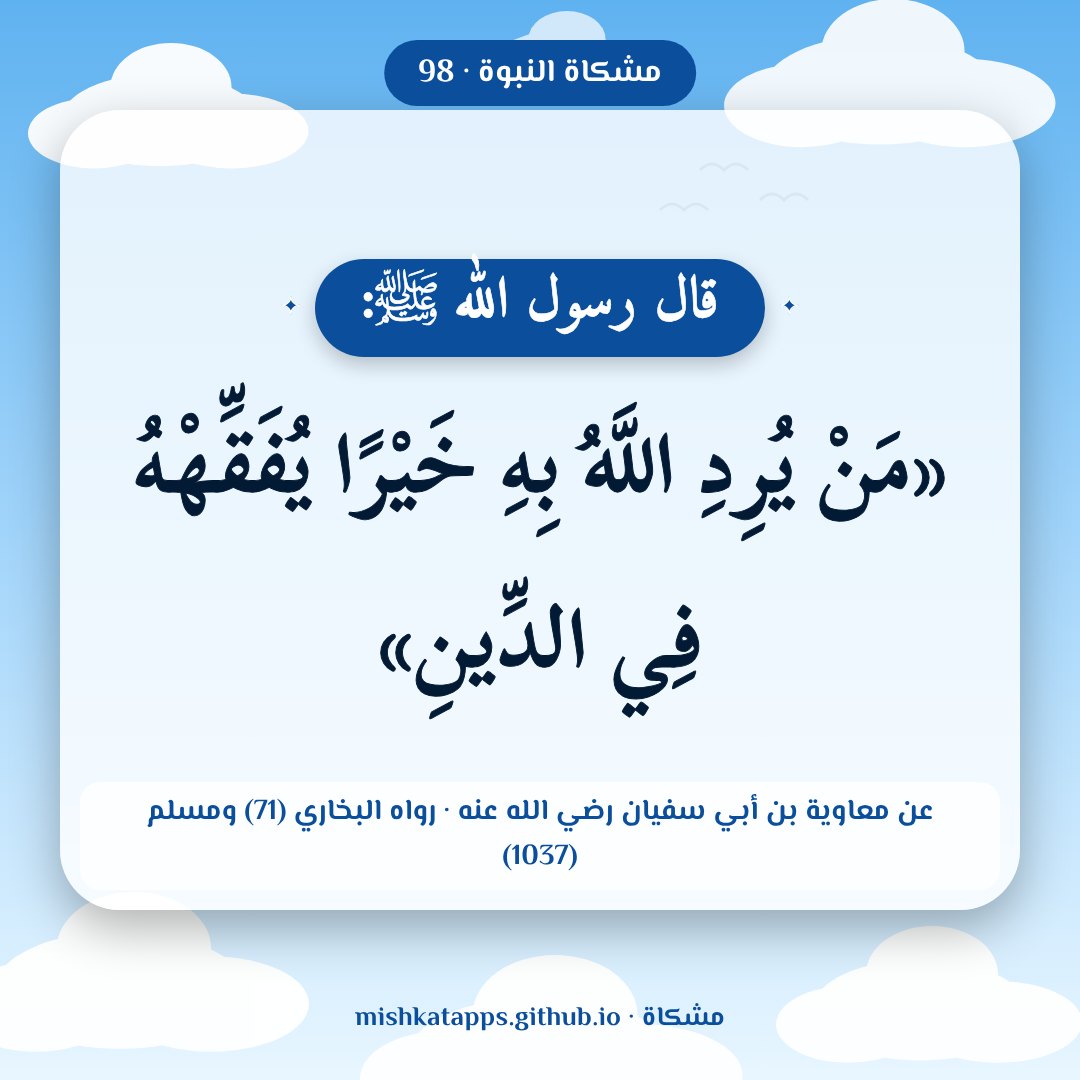 مشكاة النبوة · 98
قال رسول الله ﷺ:
«مَنْ يُرِدِ اللَّهُ بِهِ خَيْرًا يُفَقِّهْهُ
فِي الدِّينِ»
عن معاوية بن أبي سفيان رضي الله عنه · رواه البخاري (71) ومسلم
(1037)
مشكاة · mishkatapps.github.io